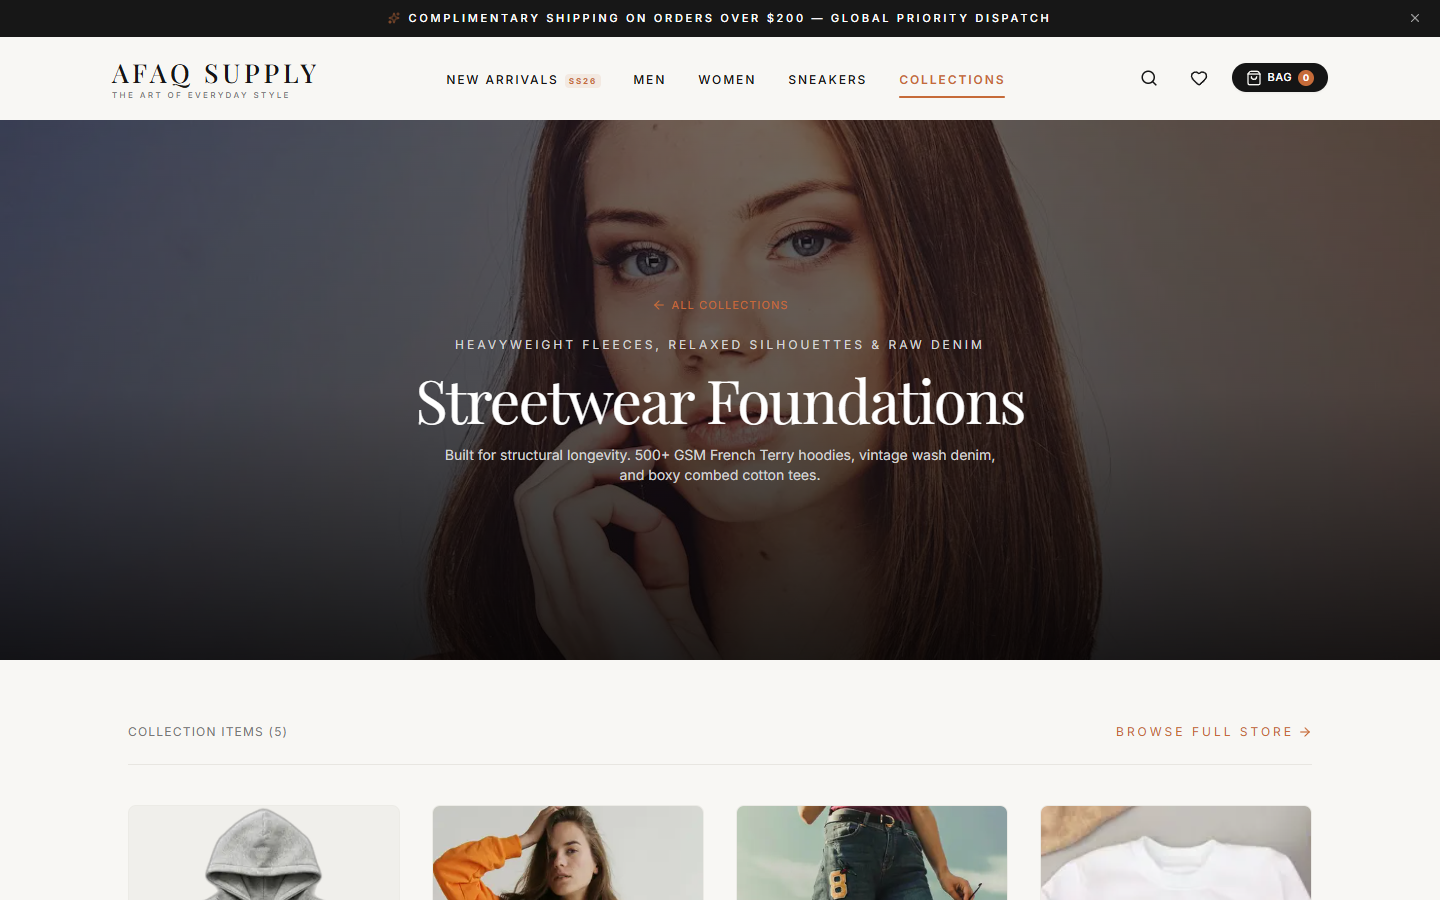 COMPLIMENTARY SHIPPING ON ORDERS OVER $200 — GLOBAL PRIORITY DISPATCH
AFAQ SUPPLY
THE ART OF EVERYDAY STYLE
NEW ARRIVALS SS26
MEN
WOMEN
SNEAKERS
COLLECTIONS
BAG 0
← ALL COLLECTIONS
HEAVYWEIGHT FLEECES, RELAXED SILHOUETTES & RAW DENIM
Streetwear Foundations
Built for structural longevity. 500+ GSM French Terry hoodies, vintage wash denim,
and boxy combed cotton tees.
COLLECTION ITEMS (5)
BROWSE FULL STORE →
8